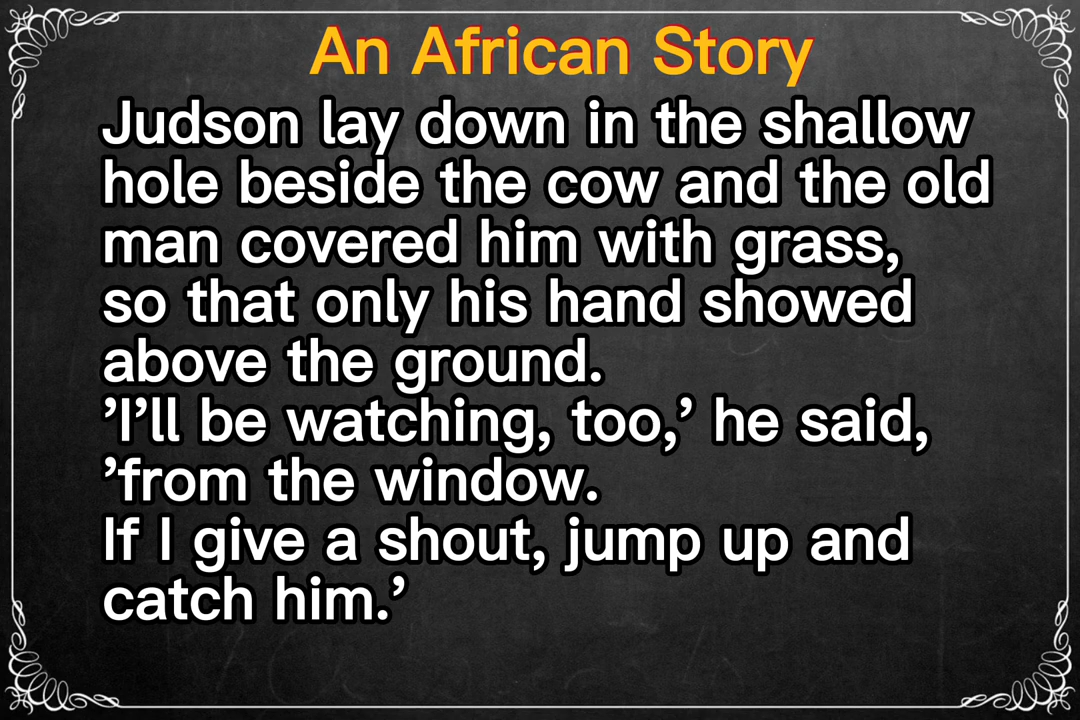 An African Story
Judson lay down in the shallow
hole beside the cow and the old
man covered him with grass,
so that only his hand showed
above the ground.
’I’ll be watching, too,’ he said,
’from the window.
If I give a shout, jump up and
catch him.’